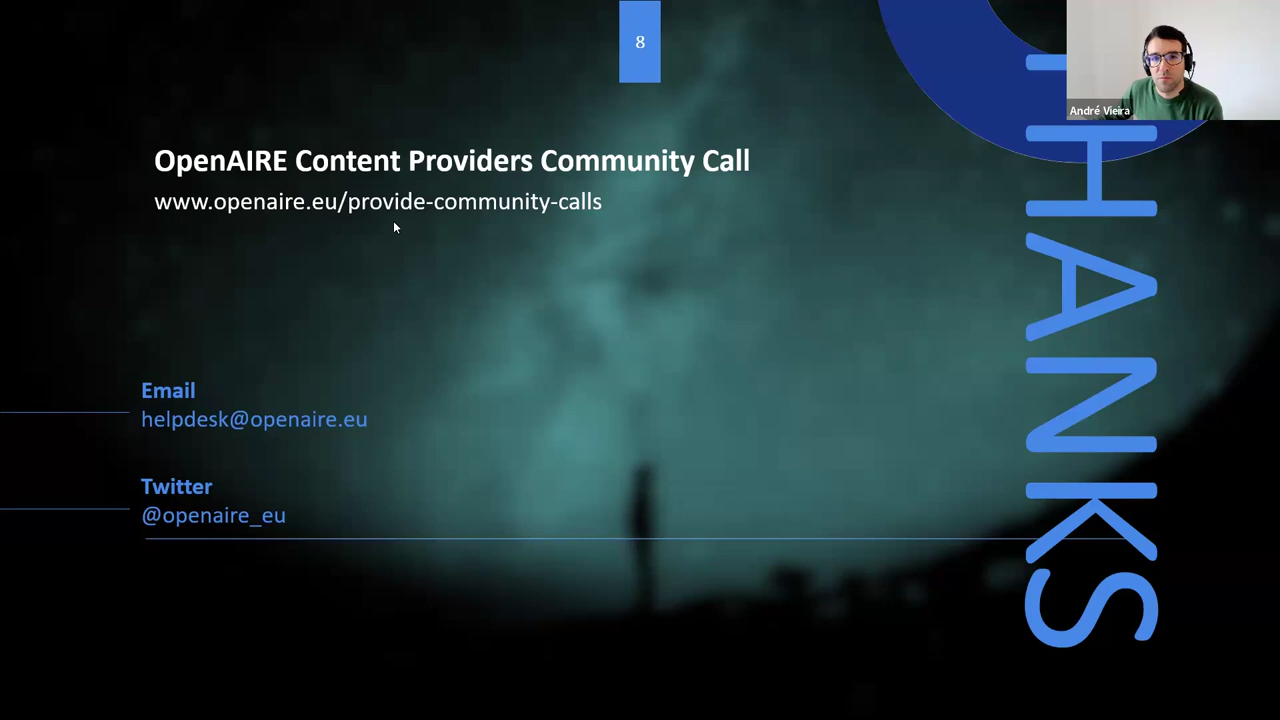 8
André Vieira
OpenAIRE Content Providers Community Call
www.openaire.eu/provide-community-calls
THANKS
Email
helpdesk@openaire.eu
Twitter
@openaire_eu